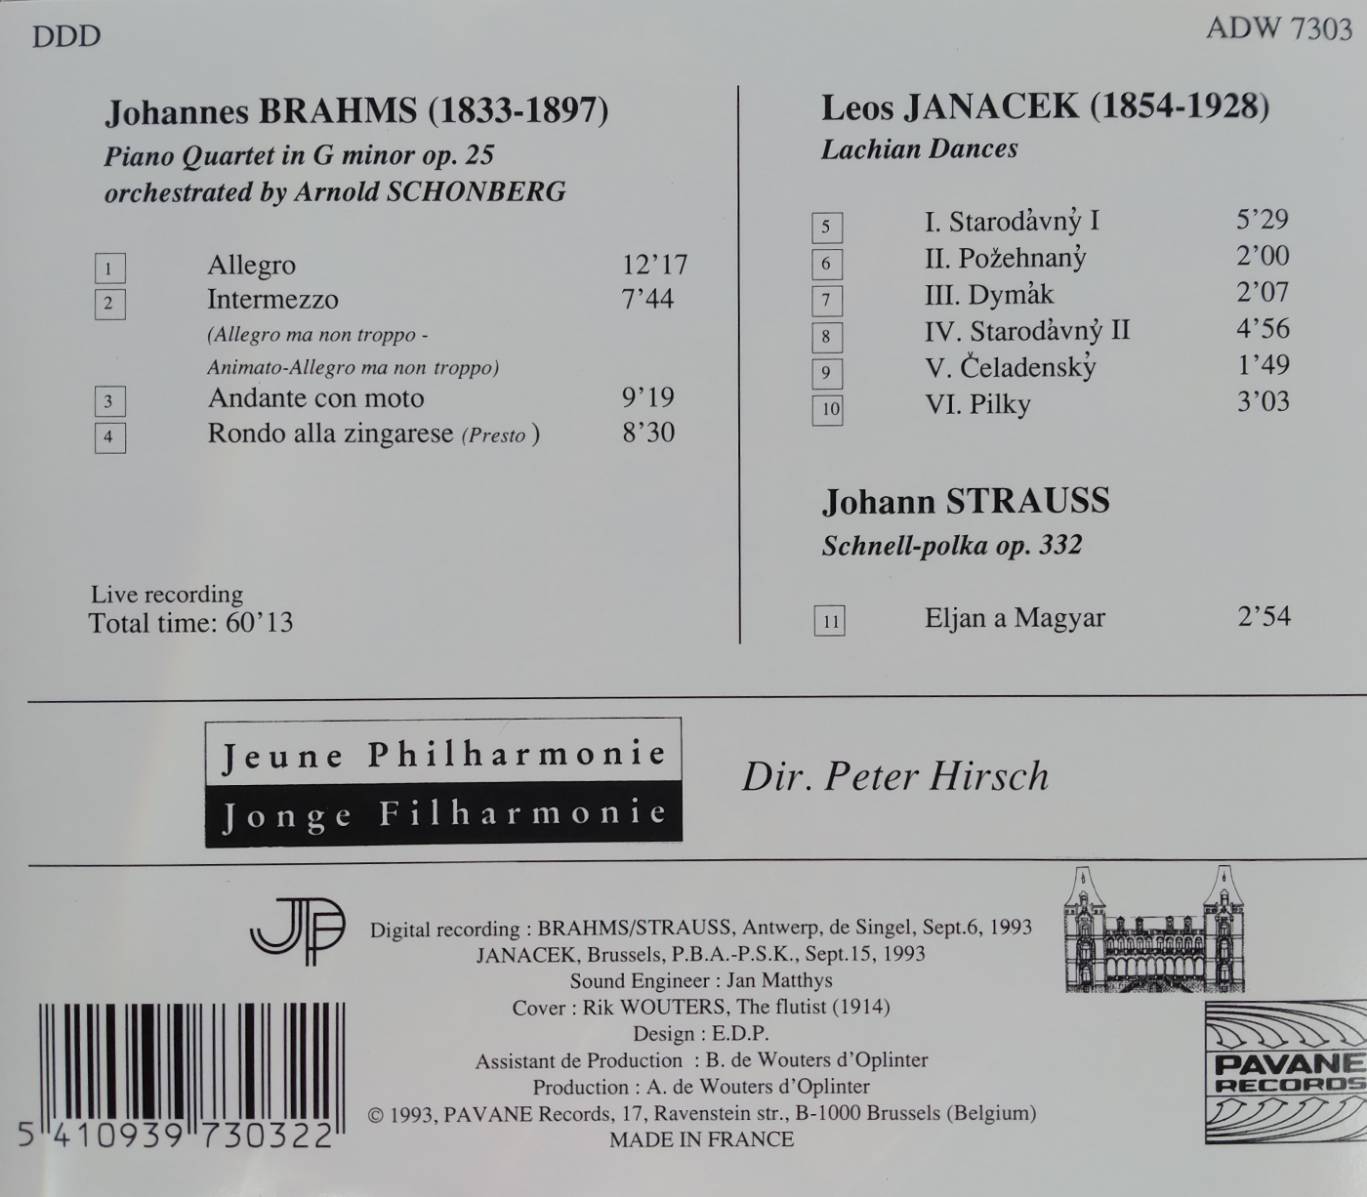 DDD
ADW 7303
Johannes BRAHMS (1833-1897)
Piano Quartet in G minor op. 25
orchestrated by Arnold SCHONBERG
1 Allegro 12’17
2 Intermezzo 7’44
(Allegro ma non troppo -
Animato-Allegro ma non troppo)
3 Andante con moto 9’19
4 Rondo alla zingarese (Presto )8’30
Live recording
Total time: 60’13
Leos JANACEK (1854-1928)
Lachian Dances
5 I. Starodȧvnẏ I 5’29
6 II. Požehnanẏ 2’00
7 III. Dymȧk 2’07
8 IV. Starodȧvnẏ II 4’56
9 V. Čeladenskẏ 1’49
10 VI. Pilky 3’03
Johann STRAUSS
Schnell-polka op. 332
11 Eljan a Magyar 2’54
Jeune Philharmonie
Jonge Filharmonie
Dir. Peter Hirsch
JP
Digital recording : BRAHMS/STRAUSS, Antwerp, de Singel, Sept.6, 1993
JANACEK, Brussels, P.B.A.-P.S.K., Sept.15, 1993
Sound Engineer : Jan Matthys
Cover : Rik WOUTERS, The flutist (1914)
Design : E.D.P.
Assistant de Production : B. de Wouters d’Oplinter
Production : A. de Wouters d’Oplinter
© 1993, PAVANE Records, 17, Ravenstein str., B-1000 Brussels (Belgium)
MADE IN FRANCE
5 410939 730322
PAVANE
RECORDS